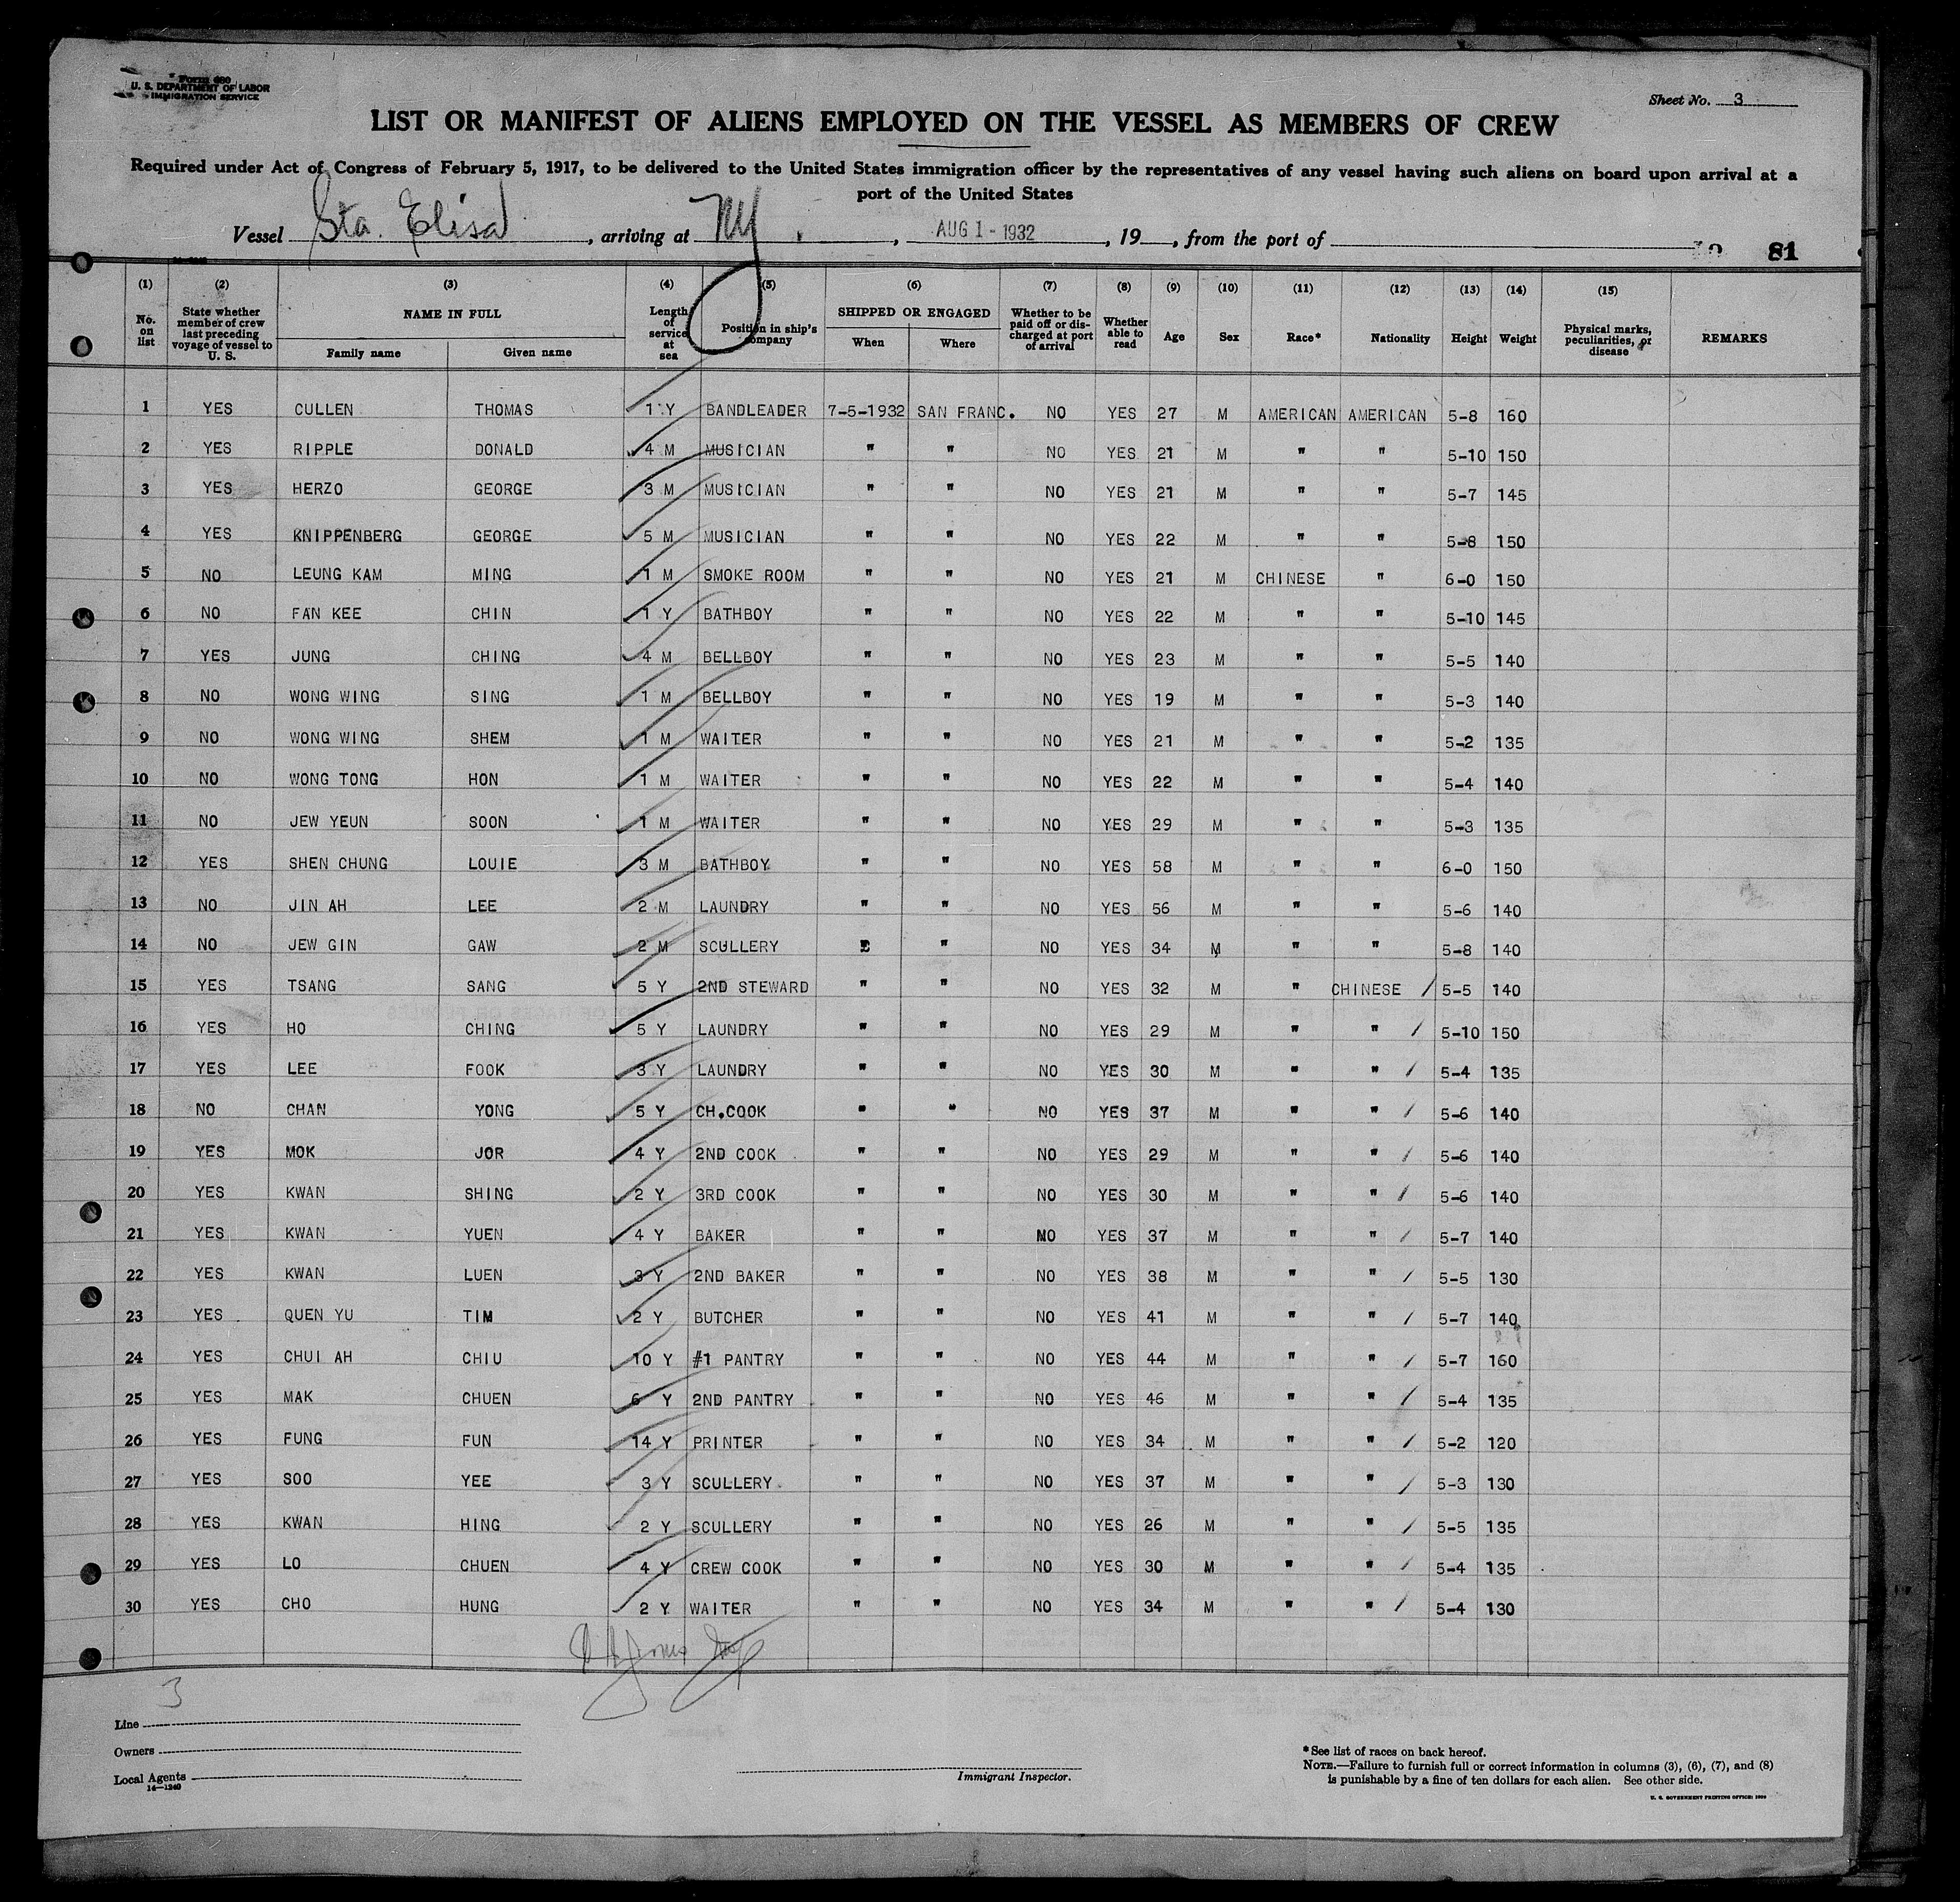 Form 680
U. S. DEPARTMENT OF LABOR
IMMIGRATION SERVICE
Sheet No. 3
LIST OR MANIFEST OF ALIENS EMPLOYED ON THE VESSEL AS MEMBERS OF CREW
Required under Act of Congress of February 5, 1917, to be delivered to the United States immigration officer by the representatives of any vessel having such aliens on board upon arrival at a
port of the United States
Vessel Sta. Elisa, arriving at NY, AUG 1 - 1932, 19, from the port of
81
(1) (2) (3) (4) (5) (6) (7) (8) (9) (10) (11) (12) (13) (14) (15)
No. on list State whether member of crew last preceding voyage of vessel to U. S. NAME IN FULL Family name Given name Length of service at sea Position in ship's company SHIPPED OR ENGAGED When Where Whether to be paid off or discharged at port of arrival Whether able to read Age Sex Race* Nationality Height Weight Physical marks, peculiarities, or disease REMARKS
1 YES CULLEN THOMAS 1 Y BANDLEADER 7-5-1932 SAN FRANC. NO YES 27 M AMERICAN AMERICAN 5-8 160
2 YES RIPPLE DONALD 4 M MUSICIAN " " NO YES 21 M " " 5-10 150
3 YES HERZO GEORGE 3 M MUSICIAN " " NO YES 21 M " " 5-7 145
4 YES KNIPPENBERG GEORGE 5 M MUSICIAN " " NO YES 22 M " " 5-8 150
5 NO LEUNG KAM MING 1 M SMOKE ROOM " " NO YES 21 M CHINESE " 6-0 150
6 NO FAN KEE CHIN 1 Y BATHBOY " " NO YES 22 M " " 5-10 145
7 YES JUNG CHING 4 M BELLBOY " " NO YES 23 M " " 5-5 140
8 NO WONG WING SING 1 M BELLBOY " " NO YES 19 M " " 5-3 140
9 NO WONG WING SHEM 1 M WAITER " " NO YES 21 M " " 5-2 135
10 NO WONG TONG HON 1 M WAITER " " NO YES 22 M " " 5-4 140
11 NO JEW YEUN SOON 1 M WAITER " " NO YES 29 M " " 5-3 135
12 YES SHEN CHUNG LOUIE 3 M BATHBOY " " NO YES 58 M " " 6-0 150
13 NO JIN AH LEE 2 M LAUNDRY " " NO YES 56 M " " 5-6 140
14 NO JEW GIN GAW 2 M SCULLERY " " NO YES 34 M " " 5-8 140
15 YES TSANG SANG 5 Y 2ND STEWARD " " NO YES 32 M " CHINESE / 5-5 140
16 YES HO CHING 5 Y LAUNDRY " " NO YES 29 M " " / 5-10 150
17 YES LEE FOOK 3 Y LAUNDRY " " NO YES 30 M " " / 5-4 135
18 NO CHAN YONG 5 Y CH.COOK " " NO YES 37 M " " / 5-6 140
19 YES MOK JOR 4 Y 2ND COOK " " NO YES 29 M " " / 5-6 140
20 YES KWAN SHING 2 Y 3RD COOK " " NO YES 30 M " " / 5-6 140
21 YES KWAN YUEN 4 Y BAKER " " NO YES 37 M " " / 5-7 140
22 YES KWAN LUEN 3 Y 2ND BAKER " " NO YES 38 M " " / 5-5 130
23 YES QUEN YU TIM 2 Y BUTCHER " " NO YES 41 M " " / 5-7 140
24 YES CHUI AH CHIU 10 Y #1 PANTRY " " NO YES 44 M " " / 5-7 160
25 YES MAK CHUEN 6 Y 2ND PANTRY " " NO YES 46 M " " / 5-4 135
26 YES FUNG FUN 14 Y PRINTER " " NO YES 34 M " " / 5-2 120
27 YES SOO YEE 3 Y SCULLERY " " NO YES 37 M " " / 5-3 130
28 YES KWAN HING 2 Y SCULLERY " " NO YES 26 M " " / 5-5 135
29 YES LO CHUEN 4 Y CREW COOK " " NO YES 30 M " " / 5-4 135
30 YES CHO HUNG 2 Y WAITER " " NO YES 34 M " " / 5-4 130
3
Line
Owners
Local Agents
14—1240
Immigrant Inspector.
*See list of races on back hereof.
NOTE.—Failure to furnish full or correct information in columns (3), (6), (7), and (8)
is punishable by a fine of ten dollars for each alien. See other side.
U. S. GOVERNMENT PRINTING OFFICE: